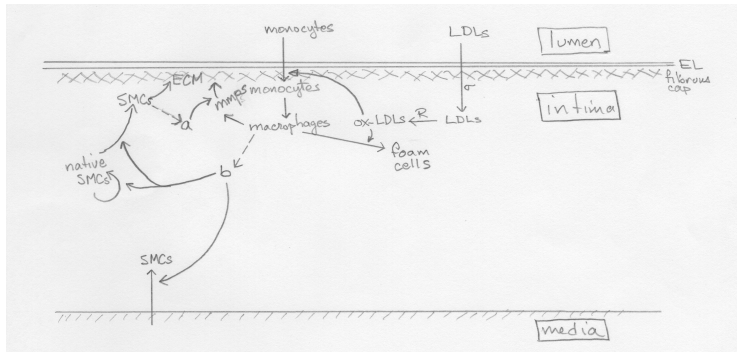 monocytes
LDLs
lumen
EL
fibrous
cap
ECM
SMCs
mmps
monocytes
σ
intima
a
macrophages
ox-LDLs
R
LDLs
foam
cells
native
SMCs
b
SMCs
media